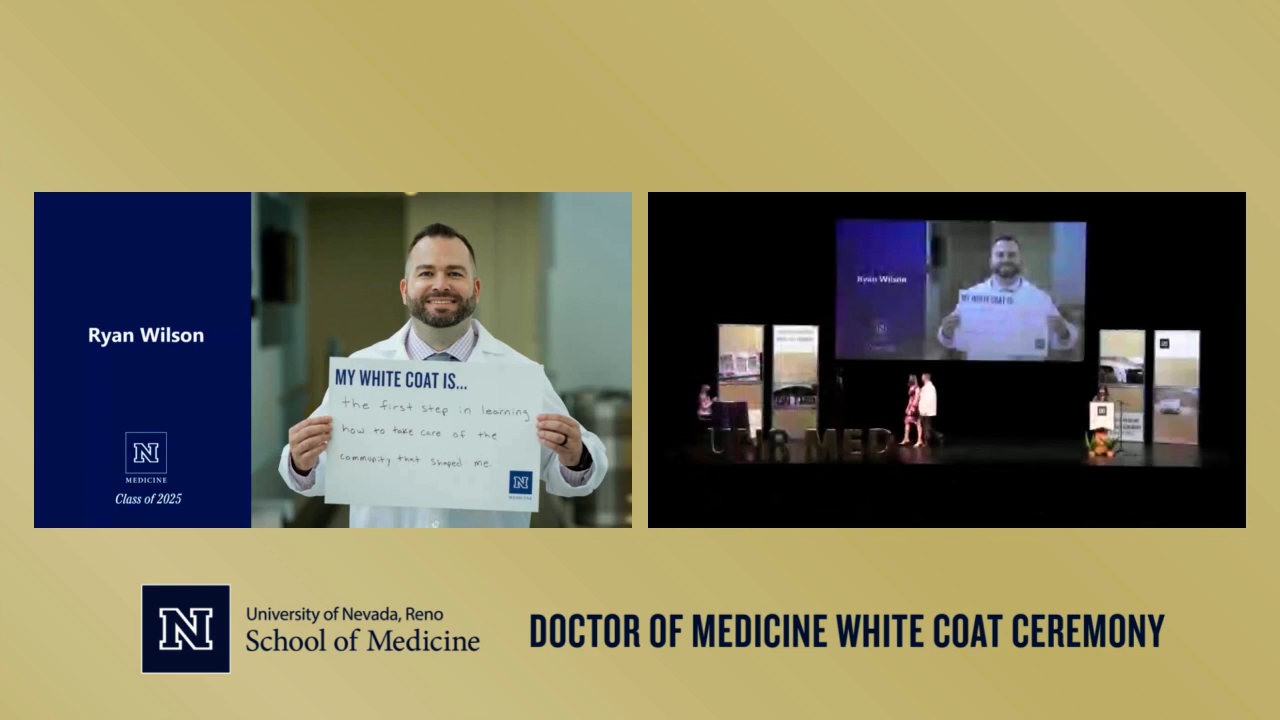 Ryan Wilson
N
MEDICINE
Class of 2025
MY WHITE COAT IS...
the first step in learning
how to take care of the
community that shaped me.
N
MEDICINE
Ryan Wilson
MY WHITE COAT IS...
UNR MED
N
University of Nevada, Reno
School of Medicine
DOCTOR OF MEDICINE WHITE COAT CEREMONY